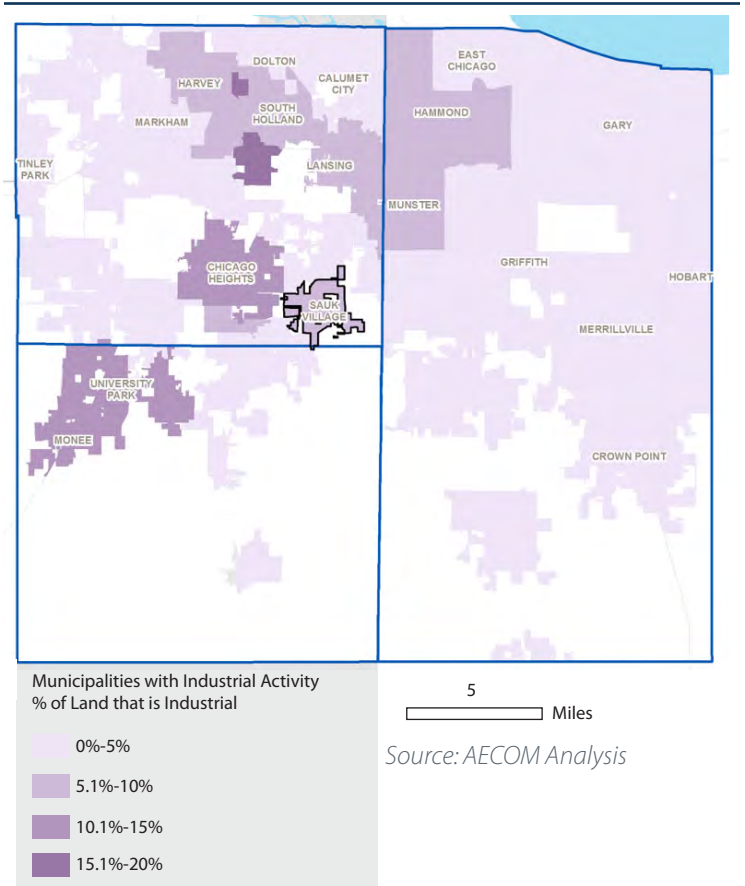 DOLTON
EAST
CHICAGO
HARVEY
CALUMET
CITY
SOUTH
HOLLAND
HAMMOND
MARKHAM
GARY
TINLEY
PARK
LANSING
MUNSTER
CHICAGO
HEIGHTS
GRIFFITH
HOBART
SAUK
VILLAGE
MERRILLVILLE
UNIVERSITY
PARK
MONEE
CROWN POINT
Municipalities with Industrial Activity
% of Land that is Industrial
0%-5%
5.1%-10%
10.1%-15%
15.1%-20%
5
Miles
Source: AECOM Analysis